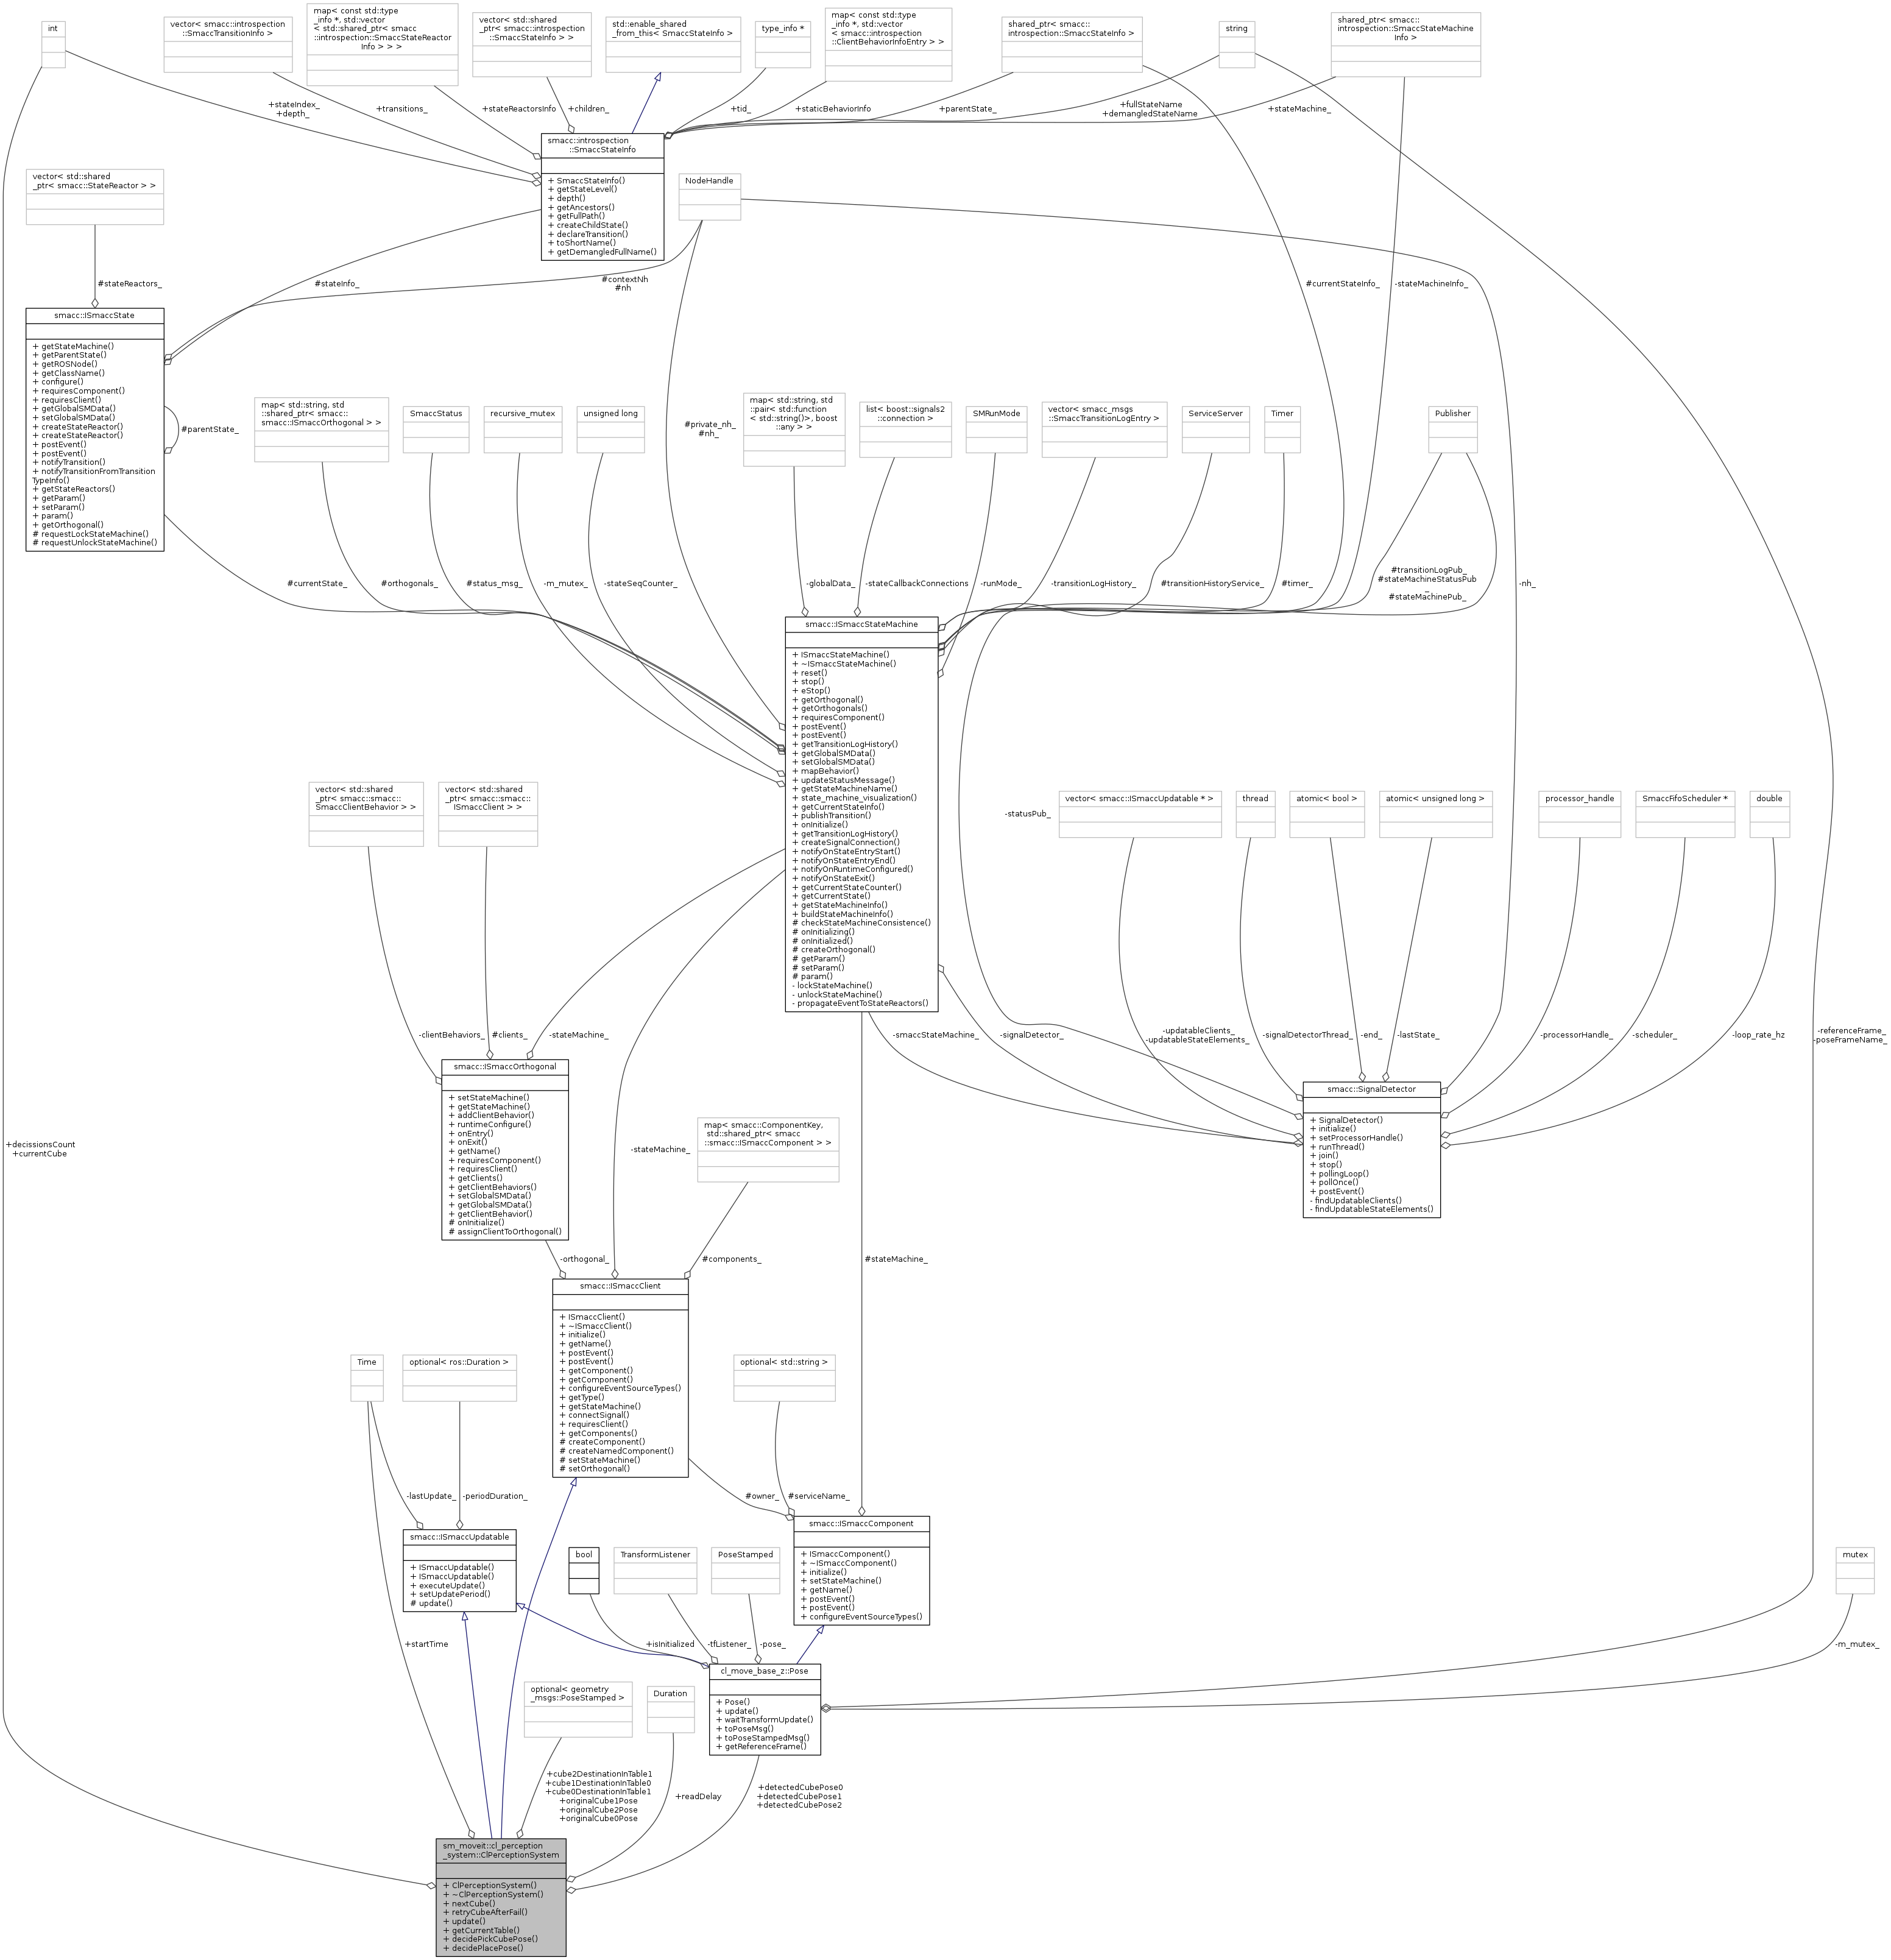 int
vector< smacc::introspection
::SmaccTransitionInfo >
map< const std::type
_info *, std::vector
< std::shared_ptr< smacc
::introspection::SmaccStateReactor
Info > > >
vector< std::shared
_ptr< smacc::introspection
::SmaccStateInfo > >
std::enable_shared
_from_this< SmaccStateInfo >
type_info *
map< const std::type
_info *, std::vector
< smacc::introspection
::ClientBehaviorInfoEntry > >
shared_ptr< smacc::
introspection::SmaccStateInfo >
string
shared_ptr< smacc::
introspection::SmaccStateMachine
Info >
+stateIndex_
+depth_
+transitions_
+stateReactorsInfo
+children_
+tid_
+staticBehaviorInfo
+parentState_
+fullStateName
+demangledStateName
+stateMachine_
smacc::introspection
::SmaccStateInfo
+ SmaccStateInfo()
+ getStateLevel()
+ depth()
+ getAncestors()
+ getFullPath()
+ createChildState()
+ declareTransition()
+ toShortName()
+ getDemangledFullName()
vector< std::shared
_ptr< smacc::StateReactor > >
NodeHandle
#stateReactors_
#stateInfo_
#contextNh
#nh
#currentStateInfo_
-stateMachineInfo_
smacc::ISmaccState
+ getStateMachine()
+ getParentState()
+ getROSNode()
+ getClassName()
+ configure()
+ requiresComponent()
+ requiresClient()
+ getGlobalSMData()
+ setGlobalSMData()
+ createStateReactor()
+ createStateReactor()
+ postEvent()
+ postEvent()
+ notifyTransition()
+ notifyTransitionFromTransition
TypeInfo()
+ getStateReactors()
+ getParam()
+ setParam()
+ param()
+ getOrthogonal()
# requestLockStateMachine()
# requestUnlockStateMachine()
#parentState_
map< std::string, std
::shared_ptr< smacc::
smacc::ISmaccOrthogonal > >
SmaccStatus
recursive_mutex
unsigned long
#private_nh_
#nh_
map< std::string, std
::pair< std::function
< std::string()>, boost
::any > >
list< boost::signals2
::connection >
SMRunMode
vector< smacc_msgs
::SmaccTransitionLogEntry >
ServiceServer
Timer
Publisher
#currentState_
#orthogonals_
#status_msg_
-m_mutex_
-stateSeqCounter_
-globalData_
-stateCallbackConnections
-runMode_
-transitionLogHistory_
#transitionHistoryService_
#timer_
#transitionLogPub_
#stateMachineStatusPub
_
#stateMachinePub_
-nh_
smacc::ISmaccStateMachine
+ ISmaccStateMachine()
+ ~ISmaccStateMachine()
+ reset()
+ stop()
+ eStop()
+ getOrthogonal()
+ getOrthogonals()
+ requiresComponent()
+ postEvent()
+ postEvent()
+ getTransitionLogHistory()
+ getGlobalSMData()
+ setGlobalSMData()
+ mapBehavior()
+ updateStatusMessage()
+ getStateMachineName()
+ state_machine_visualization()
+ getCurrentStateInfo()
+ publishTransition()
+ onInitialize()
+ getTransitionLogHistory()
+ createSignalConnection()
+ notifyOnStateEntryStart()
+ notifyOnStateEntryEnd()
+ notifyOnRuntimeConfigured()
+ notifyOnStateExit()
+ getCurrentStateCounter()
+ getCurrentState()
+ getStateMachineInfo()
+ buildStateMachineInfo()
# checkStateMachineConsistence()
# onInitializing()
# onInitialized()
# createOrthogonal()
# getParam()
# setParam()
# param()
- lockStateMachine()
- unlockStateMachine()
- propagateEventToStateReactors()
vector< std::shared
_ptr< smacc::smacc::
SmaccClientBehavior > >
vector< std::shared
_ptr< smacc::smacc::
ISmaccClient > >
-statusPub_
vector< smacc::ISmaccUpdatable * >
thread
atomic< bool >
atomic< unsigned long >
processor_handle
SmaccFifoScheduler *
double
-clientBehaviors_
#clients_
-stateMachine_
-smaccStateMachine_
-signalDetector_
-updatableClients_
-updatableStateElements_
-signalDetectorThread_
-end_
-lastState_
-processorHandle_
-scheduler_
-loop_rate_hz
-referenceFrame_
-poseFrameName_
smacc::ISmaccOrthogonal
+ setStateMachine()
+ getStateMachine()
+ addClientBehavior()
+ runtimeConfigure()
+ onEntry()
+ onExit()
+ getName()
+ requiresComponent()
+ requiresClient()
+ getClients()
+ getClientBehaviors()
+ setGlobalSMData()
+ getGlobalSMData()
+ getClientBehavior()
# onInitialize()
# assignClientToOrthogonal()
smacc::SignalDetector
+ SignalDetector()
+ initialize()
+ setProcessorHandle()
+ runThread()
+ join()
+ stop()
+ pollingLoop()
+ pollOnce()
+ postEvent()
- findUpdatableClients()
- findUpdatableStateElements()
+decissionsCount
+currentCube
-stateMachine_
map< smacc::ComponentKey,
std::shared_ptr< smacc
::smacc::ISmaccComponent > >
-orthogonal_
#components_
#stateMachine_
smacc::ISmaccClient
+ ISmaccClient()
+ ~ISmaccClient()
+ initialize()
+ getName()
+ postEvent()
+ postEvent()
+ getComponent()
+ getComponent()
+ configureEventSourceTypes()
+ getType()
+ getStateMachine()
+ connectSignal()
+ requiresClient()
+ getComponents()
# createComponent()
# createNamedComponent()
# setStateMachine()
# setOrthogonal()
Time
optional< ros::Duration >
optional< std::string >
-lastUpdate_
-periodDuration_
#owner_
#serviceName_
smacc::ISmaccUpdatable
+ ISmaccUpdatable()
+ ISmaccUpdatable()
+ executeUpdate()
+ setUpdatePeriod()
# update()
smacc::ISmaccComponent
+ ISmaccComponent()
+ ~ISmaccComponent()
+ initialize()
+ setStateMachine()
+ getName()
+ postEvent()
+ postEvent()
+ configureEventSourceTypes()
bool
TransformListener
PoseStamped
mutex
+startTime
+isInitialized
-tfListener_
-pose_
-m_mutex_
cl_move_base_z::Pose
+ Pose()
+ update()
+ waitTransformUpdate()
+ toPoseMsg()
+ toPoseStampedMsg()
+ getReferenceFrame()
optional< geometry
_msgs::PoseStamped >
Duration
+cube2DestinationInTable1
+cube1DestinationInTable0
+cube0DestinationInTable1
+originalCube1Pose
+originalCube2Pose
+originalCube0Pose
+readDelay
+detectedCubePose0
+detectedCubePose1
+detectedCubePose2
sm_moveit::cl_perception
_system::ClPerceptionSystem
+ ClPerceptionSystem()
+ ~ClPerceptionSystem()
+ nextCube()
+ retryCubeAfterFail()
+ update()
+ getCurrentTable()
+ decidePickCubePose()
+ decidePlacePose()